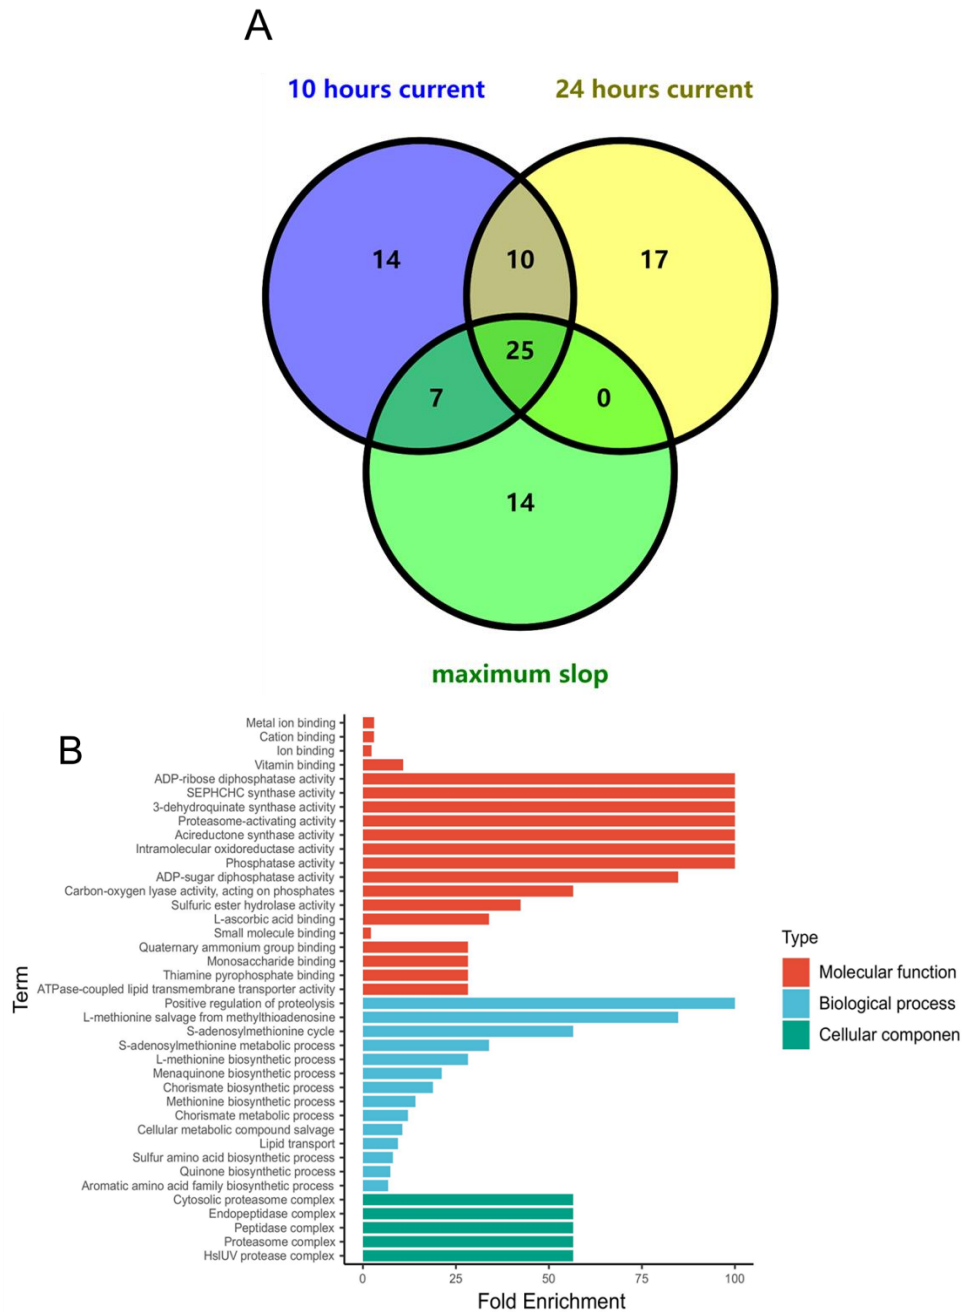 A
10 hours current
24 hours current
14
10
17
25
7
0
14
maximum slop
B
Term
Metal ion binding
Cation binding
Ion binding
Vitamin binding
ADP-ribose diphosphatase activity
SEPHCHC synthase activity
3-dehydroquinate synthase activity
Proteasome-activating activity
Acireductone synthase activity
Intramolecular oxidoreductase activity
Phosphatase activity
ADP-sugar diphosphatase activity
Carbon-oxygen lyase activity, acting on phosphates
Sulfuric ester hydrolase activity
L-ascorbic acid binding
Small molecule binding
Quaternary ammonium group binding
Monosaccharide binding
Thiamine pyrophosphate binding
ATPase-coupled lipid transmembrane transporter activity
Positive regulation of proteolysis
L-methionine salvage from methylthioadenosine
S-adenosylmethionine cycle
S-adenosylmethionine metabolic process
L-methionine biosynthetic process
Menaquinone biosynthetic process
Chorismate biosynthetic process
Methionine biosynthetic process
Chorismate metabolic process
Cellular metabolic compound salvage
Lipid transport
Sulfur amino acid biosynthetic process
Quinone biosynthetic process
Aromatic amino acid family biosynthetic process
Cytosolic proteasome complex
Endopeptidase complex
Peptidase complex
Proteasome complex
HslUV protease complex
0
25
50
75
100
Fold Enrichment
Type
Molecular function
Biological process
Cellular componen